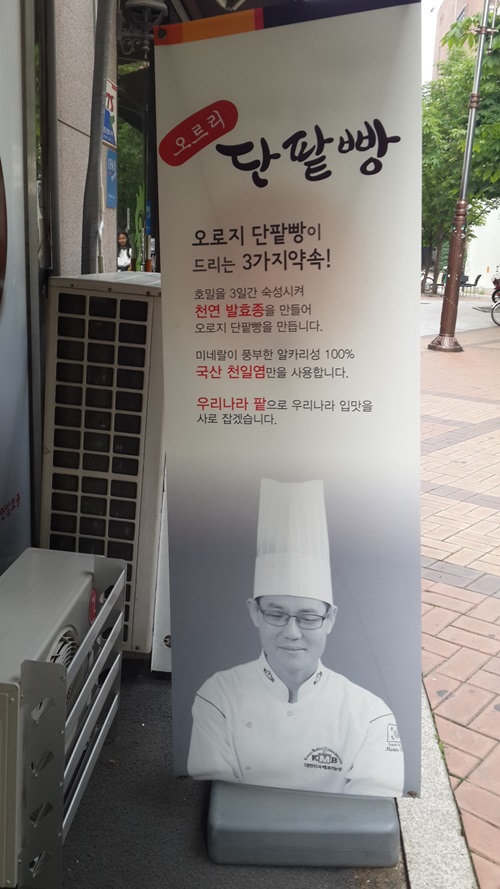 오로지
단팥빵
오로지 단팥빵이
드리는 3가지약속!
호밀을 3일간 숙성시켜
천연 발효종을 만들어
오로지 단팥빵을 만듭니다.
미네랄이 풍부한 알카리성 100%
국산 천일염만을 사용합니다.
우리나라 팥으로 우리나라 입맛을
사로 잡겠습니다.
KMB